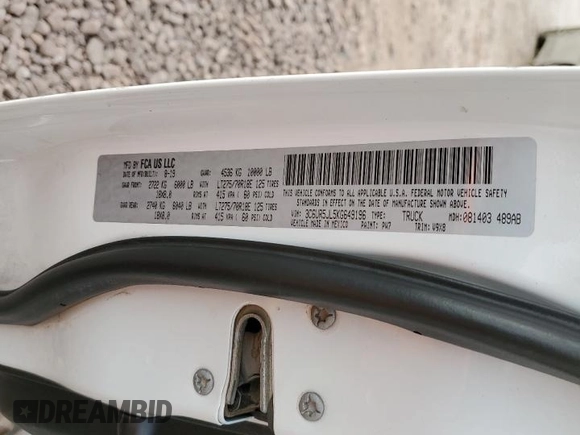 MFD BY FCA US LLC
DATE OF MFR/BUILT: 8-19 GVWR: 4536 KG 10000 LB
GAWR FRONT: 2722 KG 6000 LB WITH LT275/70R18E 125 TIRES
18X8.0 RIMS AT 415 KPA ( 60 PSI COLD
GAWR REAR: 2740 KG 6040 LB WITH LT275/70R18E 125 TIRES
18X8.0 RIMS AT 415 KPA ( 60 PSI COLD
THIS VEHICLE CONFORMS TO ALL APPLICABLE U.S.A. FEDERAL MOTOR VEHICLE SAFETY
STANDARDS IN EFFECT ON THE DATE OF MANUFACTURE SHOWN ABOVE.
VIN: 3C6UR5JL5KG649196 TYPE: TRUCK MDH: 081403 489AB
VEHICLE MADE IN MEXICO PAINT: PW7 TRIM: V9X8
DREAMBID